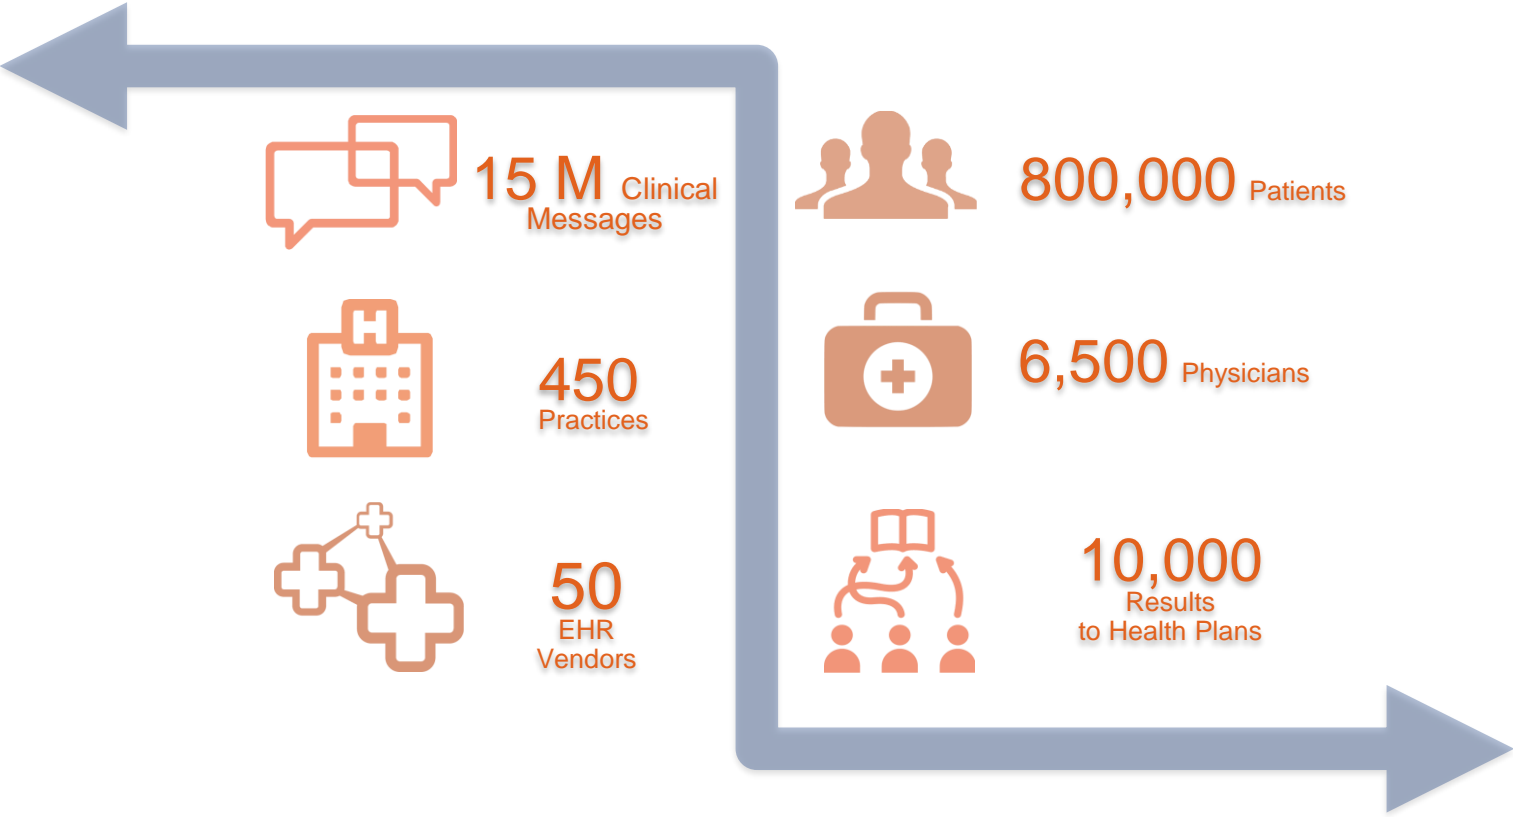 15 M Clinical
Messages
450
Practices
50
EHR
Vendors
800,000 Patients
6,500 Physicians
10,000
Results
to Health Plans